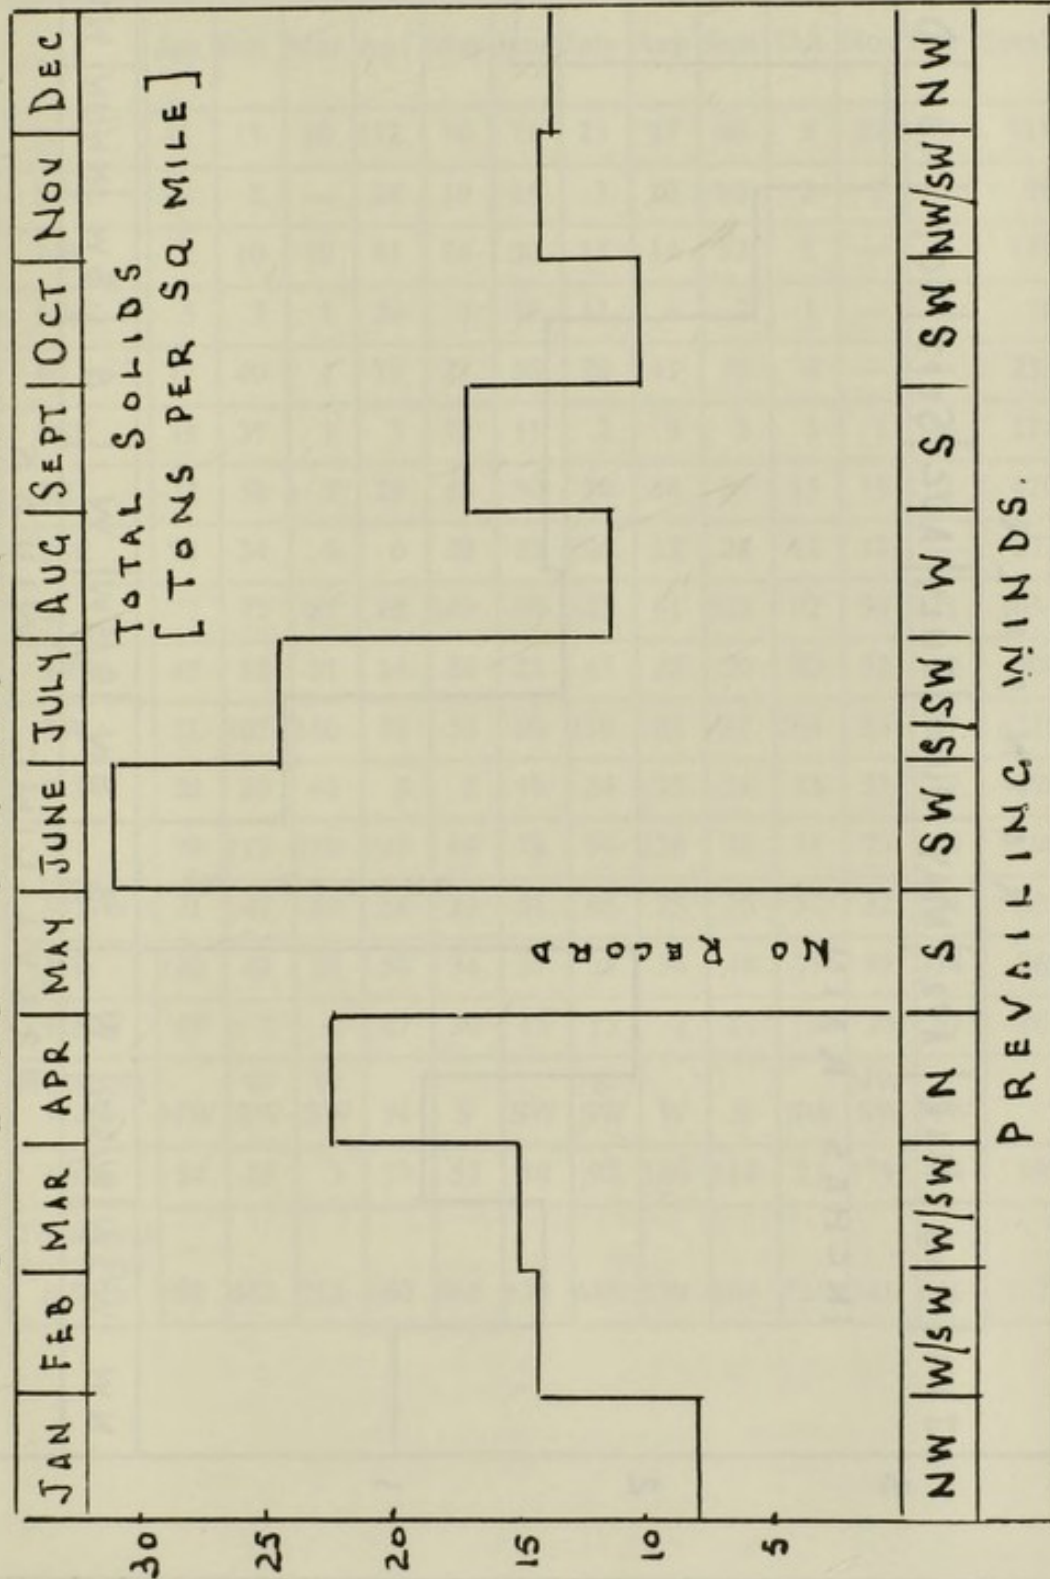 JAN FEB MAR APR MAY JUNE JULY AUG SEPT OCT NOV DEC
TOTAL SOLIDS
[TONS PER SQ MILE]
30
25
20
15
10
5
NO RECORD
NW W/SW W/SW N S SW S SW W S SW NW/SW NW
PREVAILING WINDS.